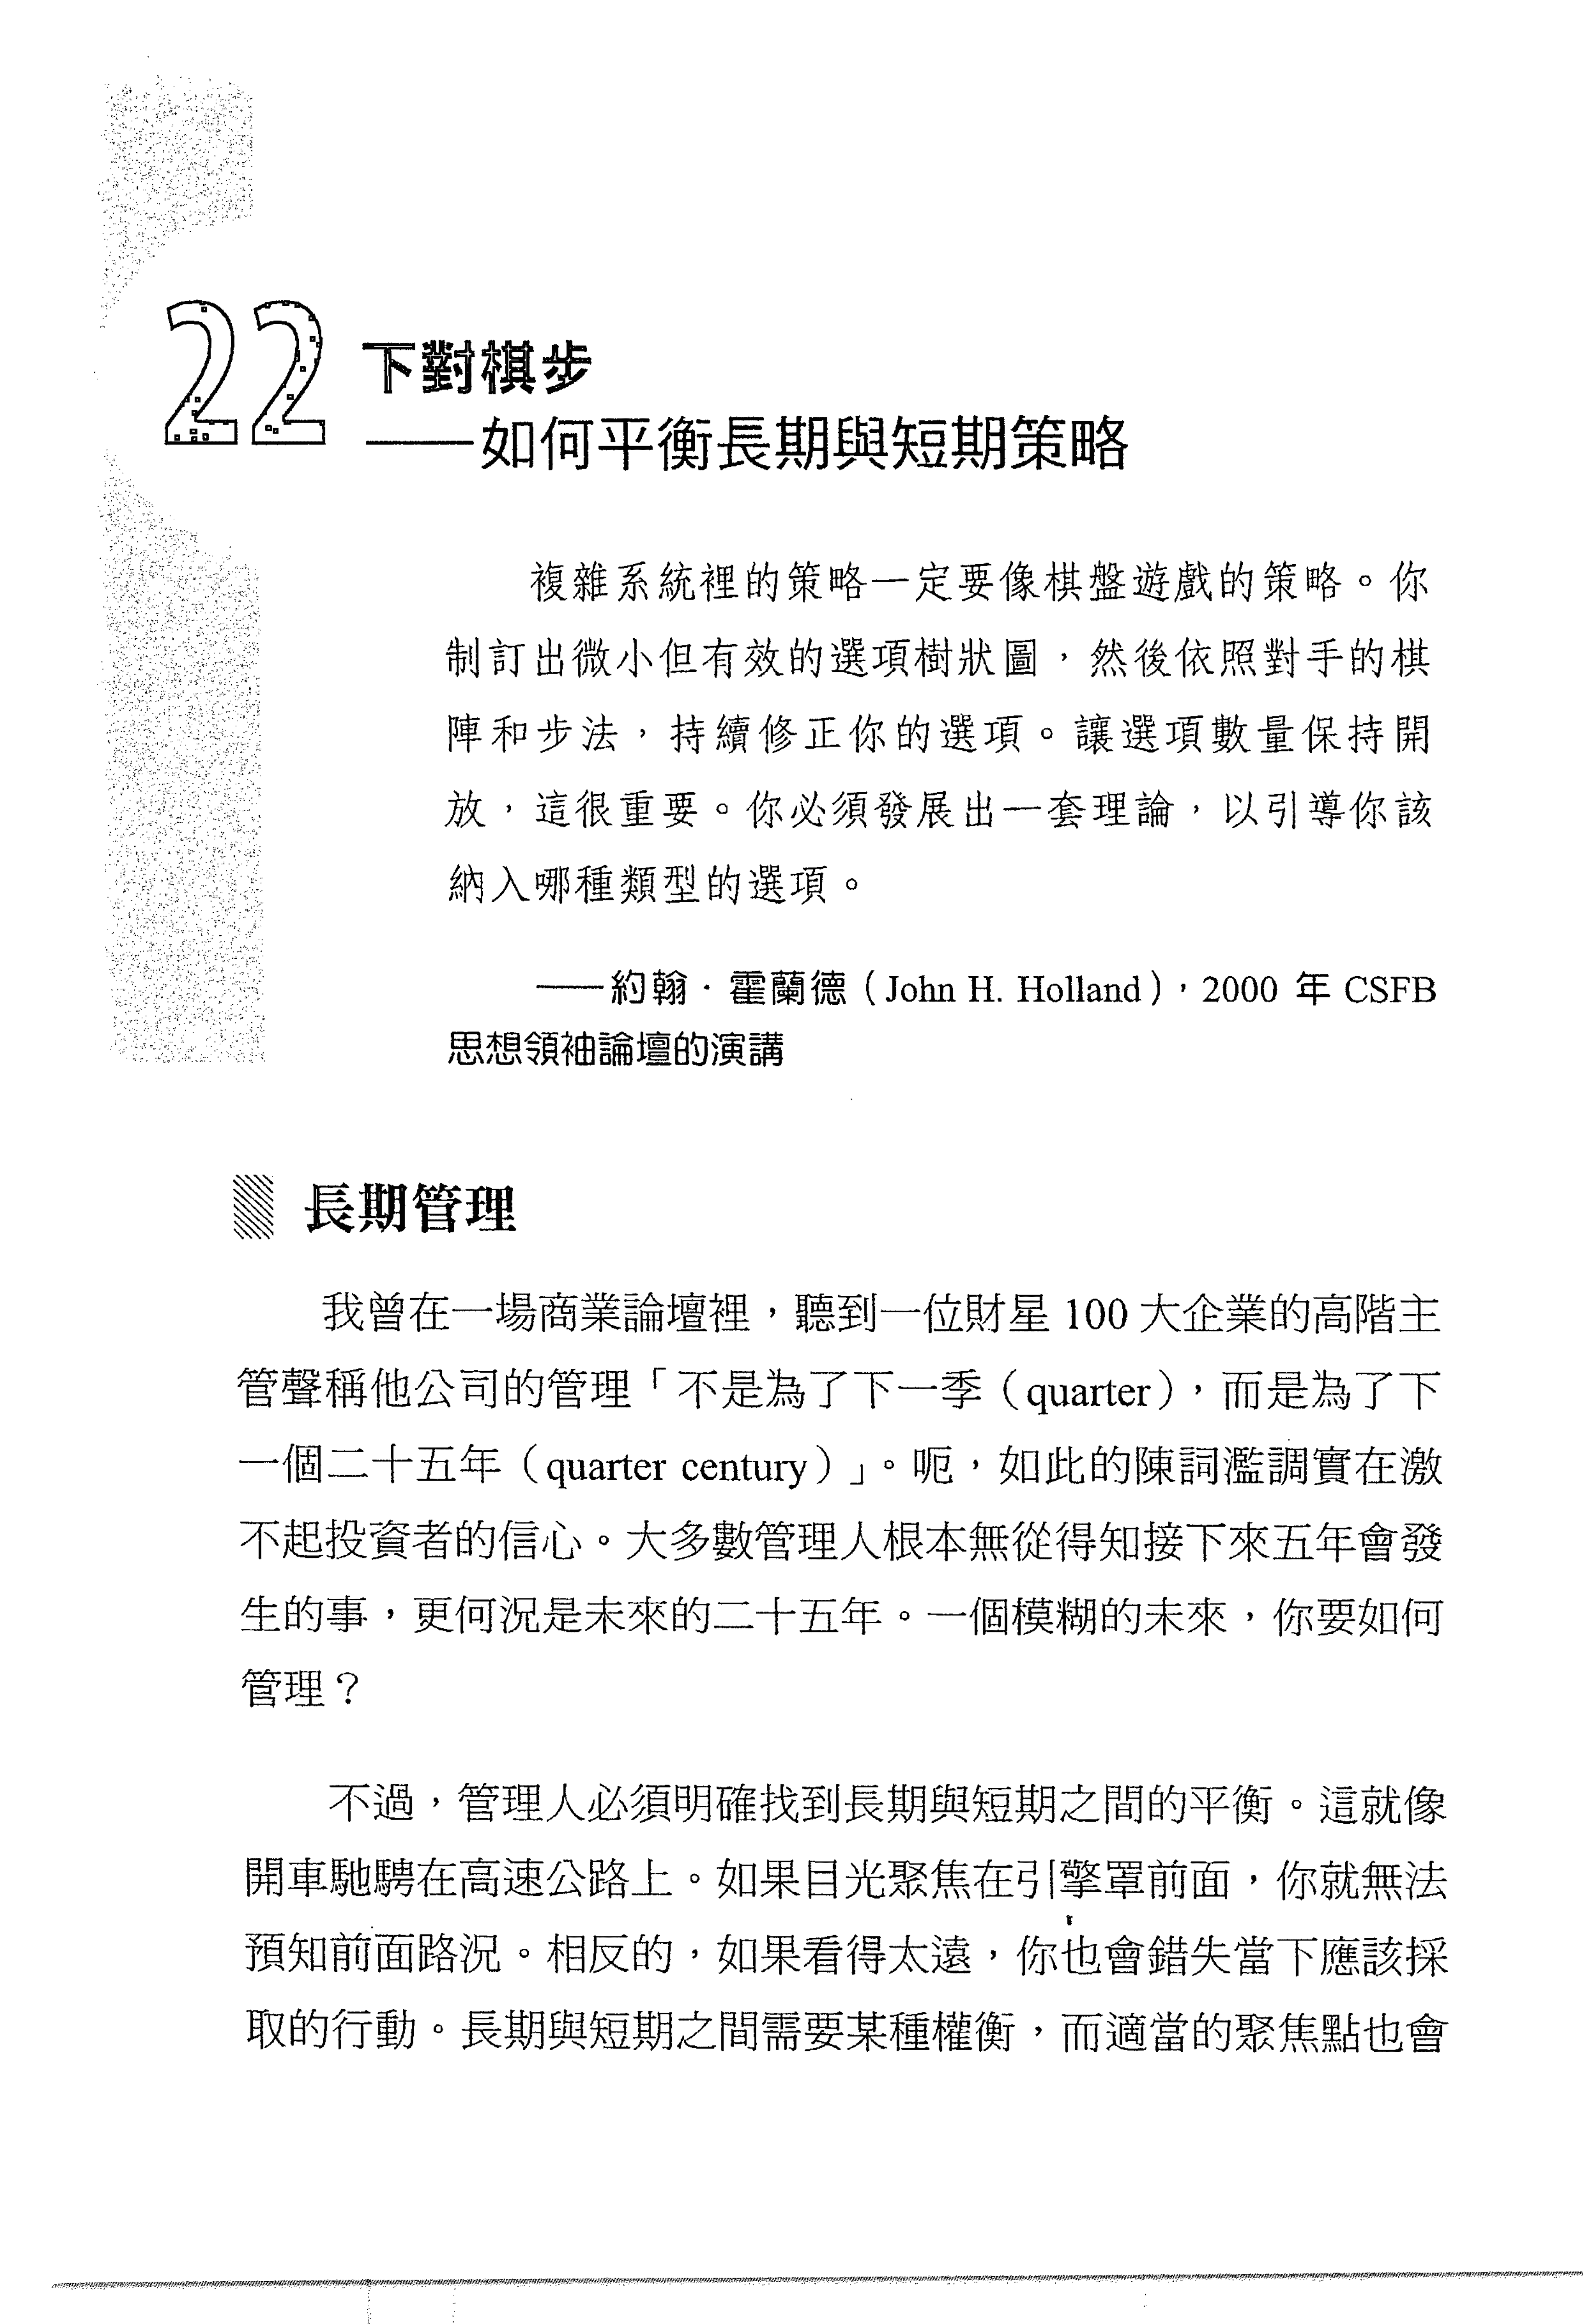 22
下對棋步
——如何平衡長期與短期策略
複雜系統裡的策略一定要像棋盤遊戲的策略。你
制訂出微小但有效的選項樹狀圖，然後依照對手的棋
陣和步法，持續修正你的選項。讓選項數量保持開
放，這很重要。你必須發展出一套理論，以引導你該
納入哪種類型的選項。
——約翰．霍蘭德（John H. Holland），2000 年 CSFB
思想領袖論壇的演講
長期管理
我曾在一場商業論壇裡，聽到一位財星 100 大企業的高階主
管聲稱他公司的管理「不是為了下一季（quarter），而是為了下
一個二十五年（quarter century）」。呃，如此的陳詞濫調實在激
不起投資者的信心。大多數管理人根本無從得知接下來五年會發
生的事，更何況是未來的二十五年。一個模糊的未來，你要如何
管理？
不過，管理人必須明確找到長期與短期之間的平衡。這就像
開車馳騁在高速公路上。如果目光聚焦在引擎罩前面，你就無法
預知前面路況。相反的，如果看得太遠，你也會錯失當下應該採
取的行動。長期與短期之間需要某種權衡，而適當的聚焦點也會